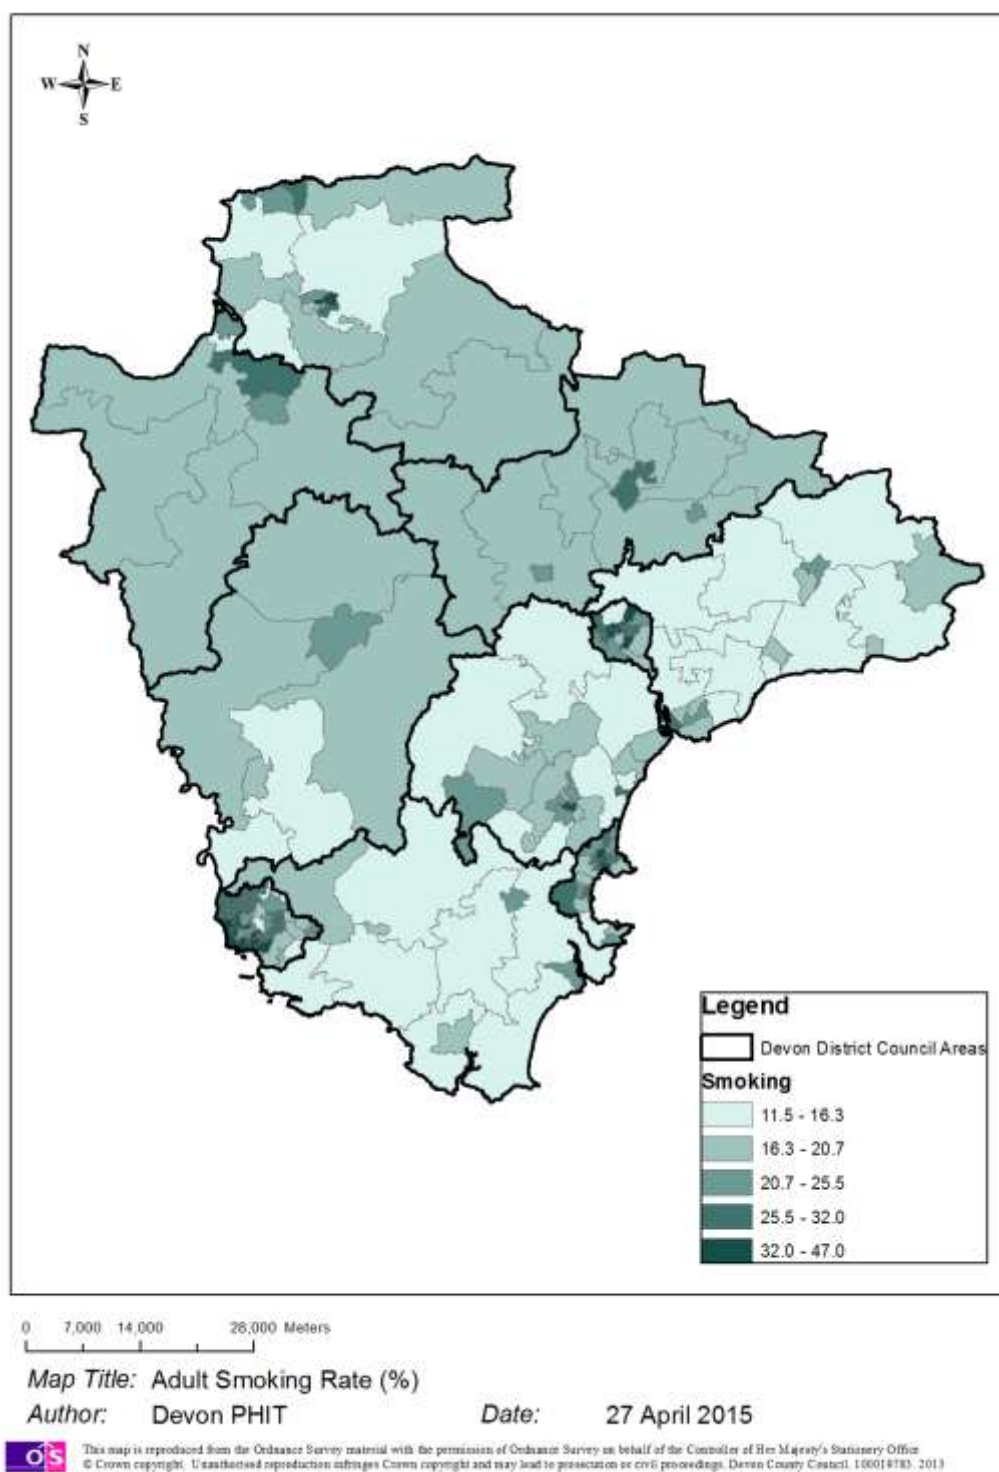 N
W E
S
Legend
Devon District Council Areas
Smoking
11.5 - 16.3
16.3 - 20.7
20.7 - 25.5
25.5 - 32.0
32.0 - 47.0
0 7,000 14,000 28,000 Meters
Map Title: Adult Smoking Rate (%)
Author: Devon PHIT Date: 27 April 2015
OS This map is reproduced from the Ordnance Survey material with the permission of Ordnance Survey on behalf of the Controller of Her Majesty's Stationery Office
© Crown copyright. Unauthorised reproduction infringes Crown copyright and may lead to prosecution or civil proceedings. Devon County Council. 100019783. 2013